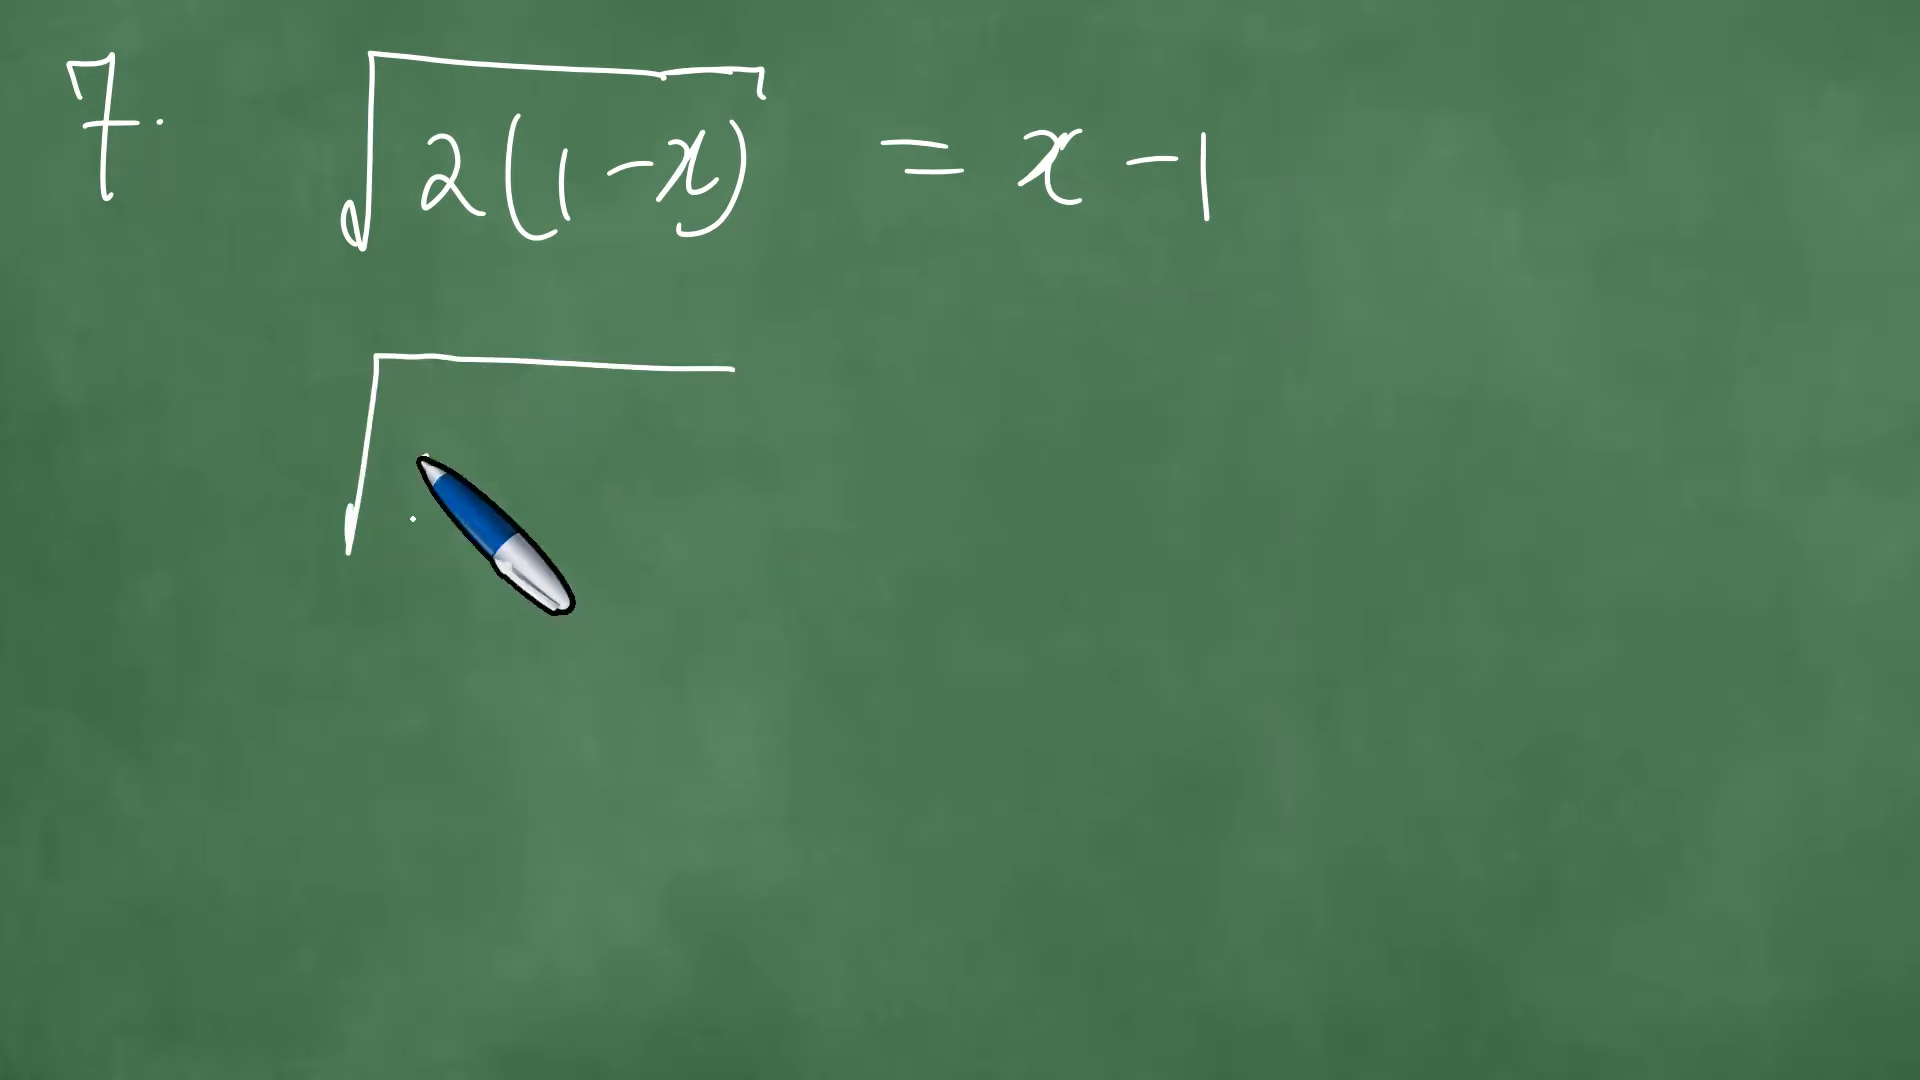 7. √2(1-x) = x-1
√